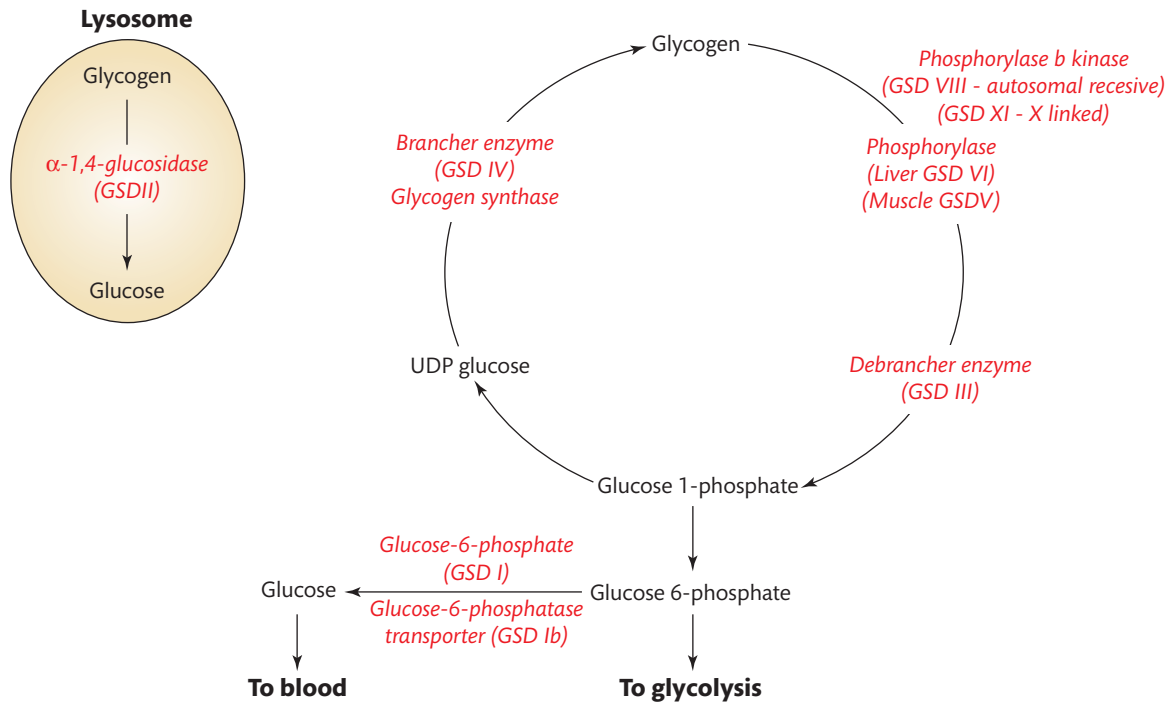 Lysosome
Glycogen
α-1,4-glucosidase
(GSDII)
Glucose
Glycogen
Phosphorylase b kinase
(GSD VIII - autosomal recesive)
(GSD XI - X linked)
Phosphorylase
(Liver GSD VI)
(Muscle GSDV)
Brancher enzyme
(GSD IV)
Glycogen synthase
UDP glucose
Debrancher enzyme
(GSD III)
Glucose 1-phosphate
Glucose-6-phosphate
(GSD I)
Glucose
Glucose 6-phosphate
Glucose-6-phosphatase
transporter (GSD Ib)
To blood
To glycolysis